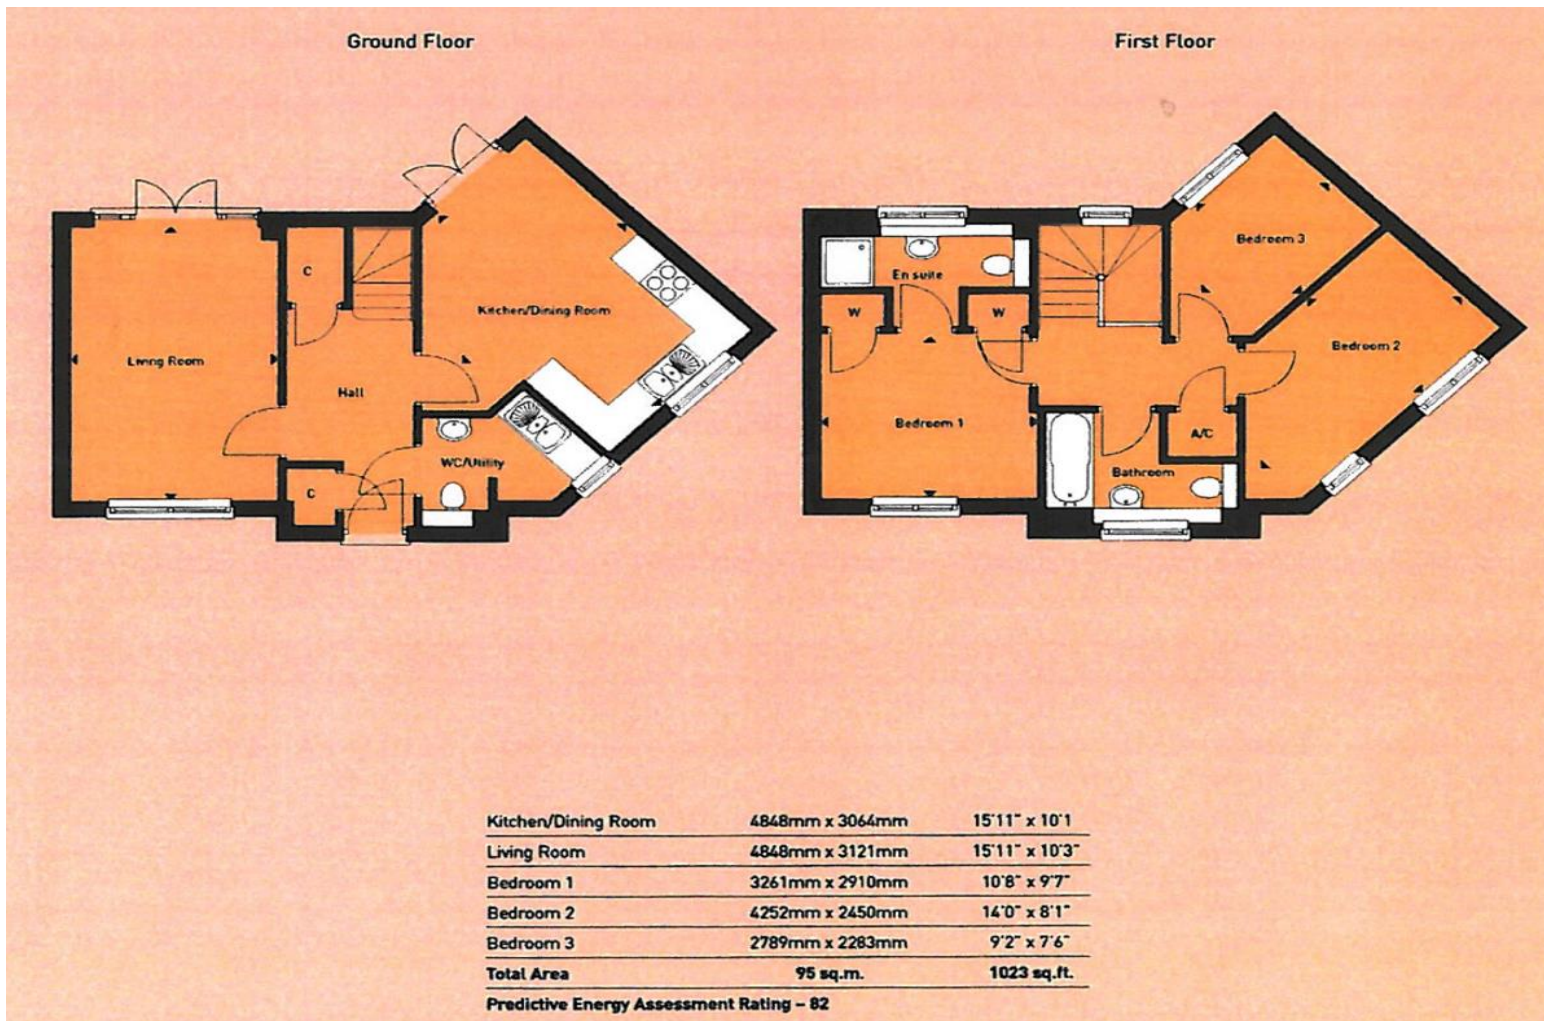 Ground Floor
First Floor
C
Living Room
Hall
C
Kitchen/Dining Room
WC/Utility
En suite
W
W
Bedroom 1
Bedroom 3
Bedroom 2
A/C
Bathroom
Kitchen/Dining Room 4848mm x 3064mm 15'11" x 10'1
Living Room 4848mm x 3121mm 15'11" x 10'3"
Bedroom 1 3261mm x 2910mm 10'8" x 9'7"
Bedroom 2 4252mm x 2450mm 14'0" x 8'1"
Bedroom 3 2789mm x 2283mm 9'2" x 7'6"
Total Area 95 sq.m. 1023 sq.ft.
Predictive Energy Assessment Rating – 82